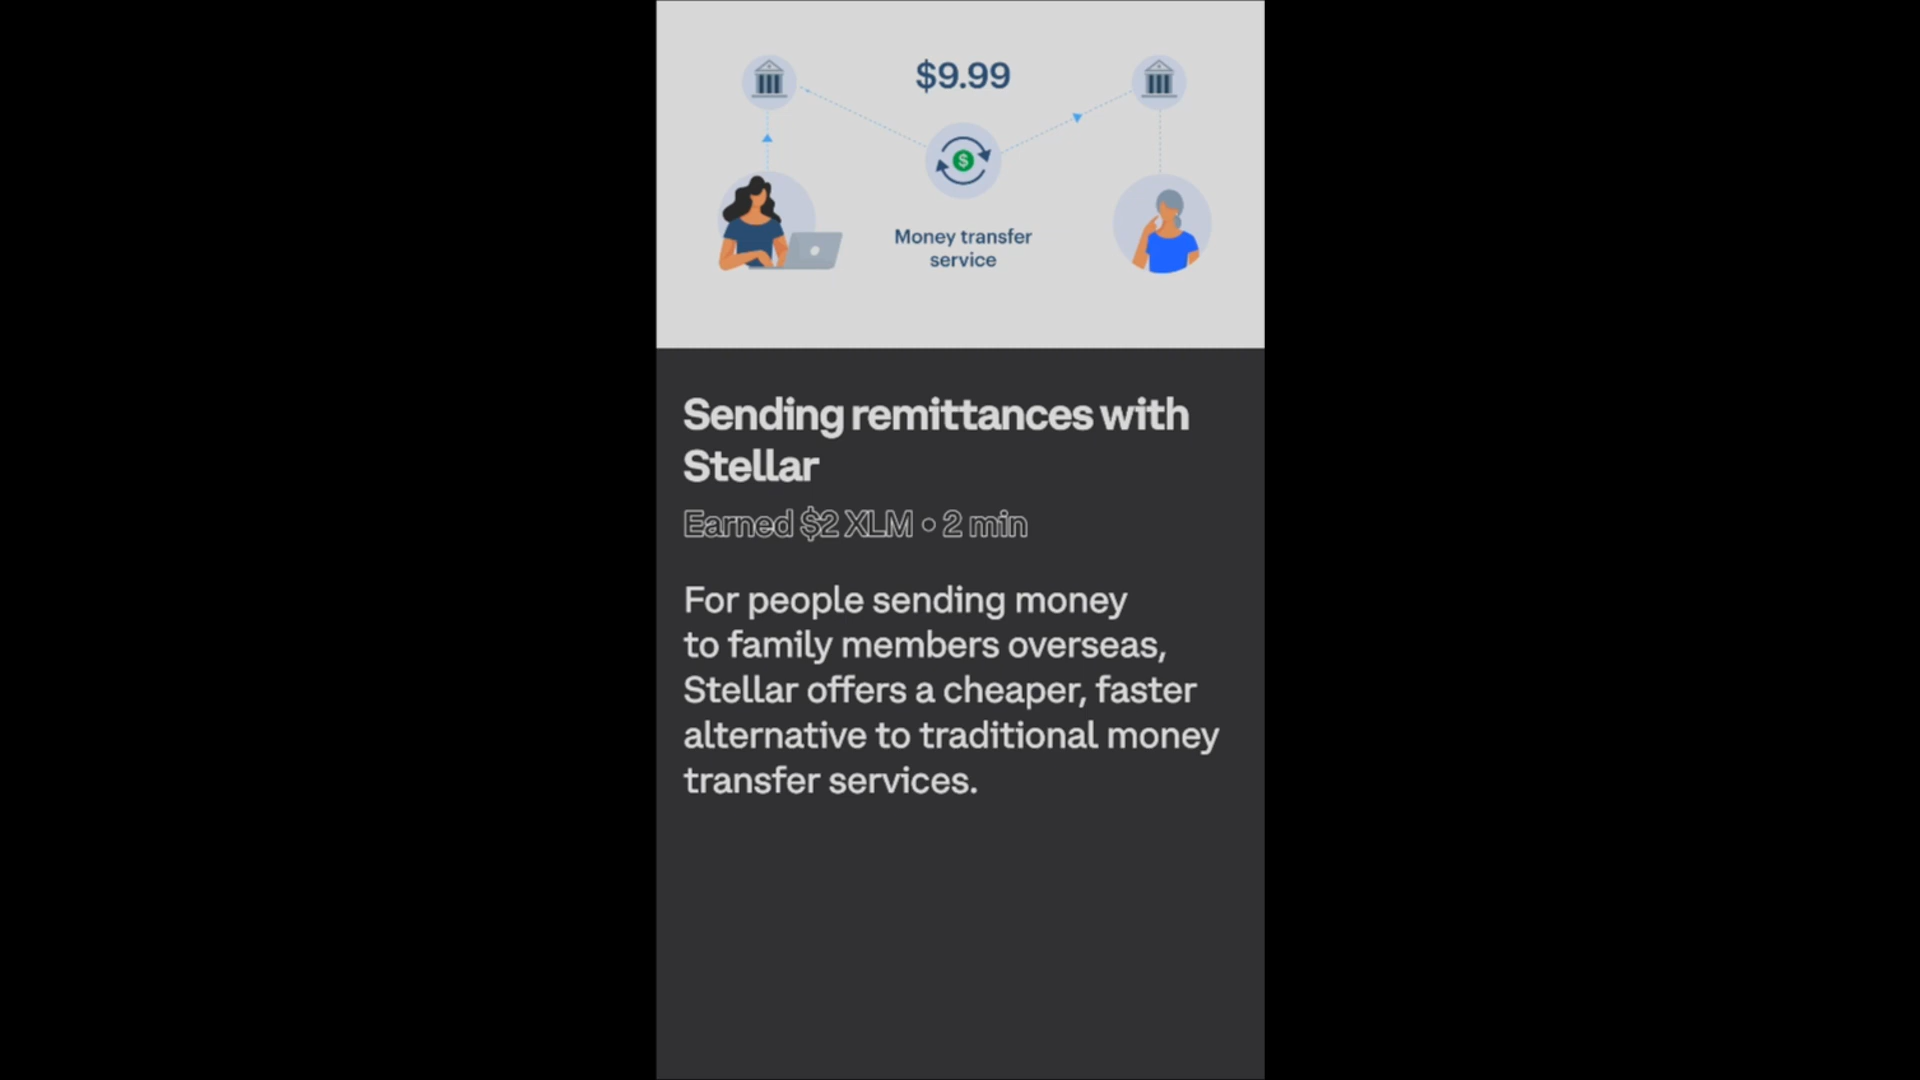 $9.99
$
Money transfer
service
Sending remittances with
Stellar
Earned $2 XLM • 2 min
For people sending money
to family members overseas,
Stellar offers a cheaper, faster
alternative to traditional money
transfer services.